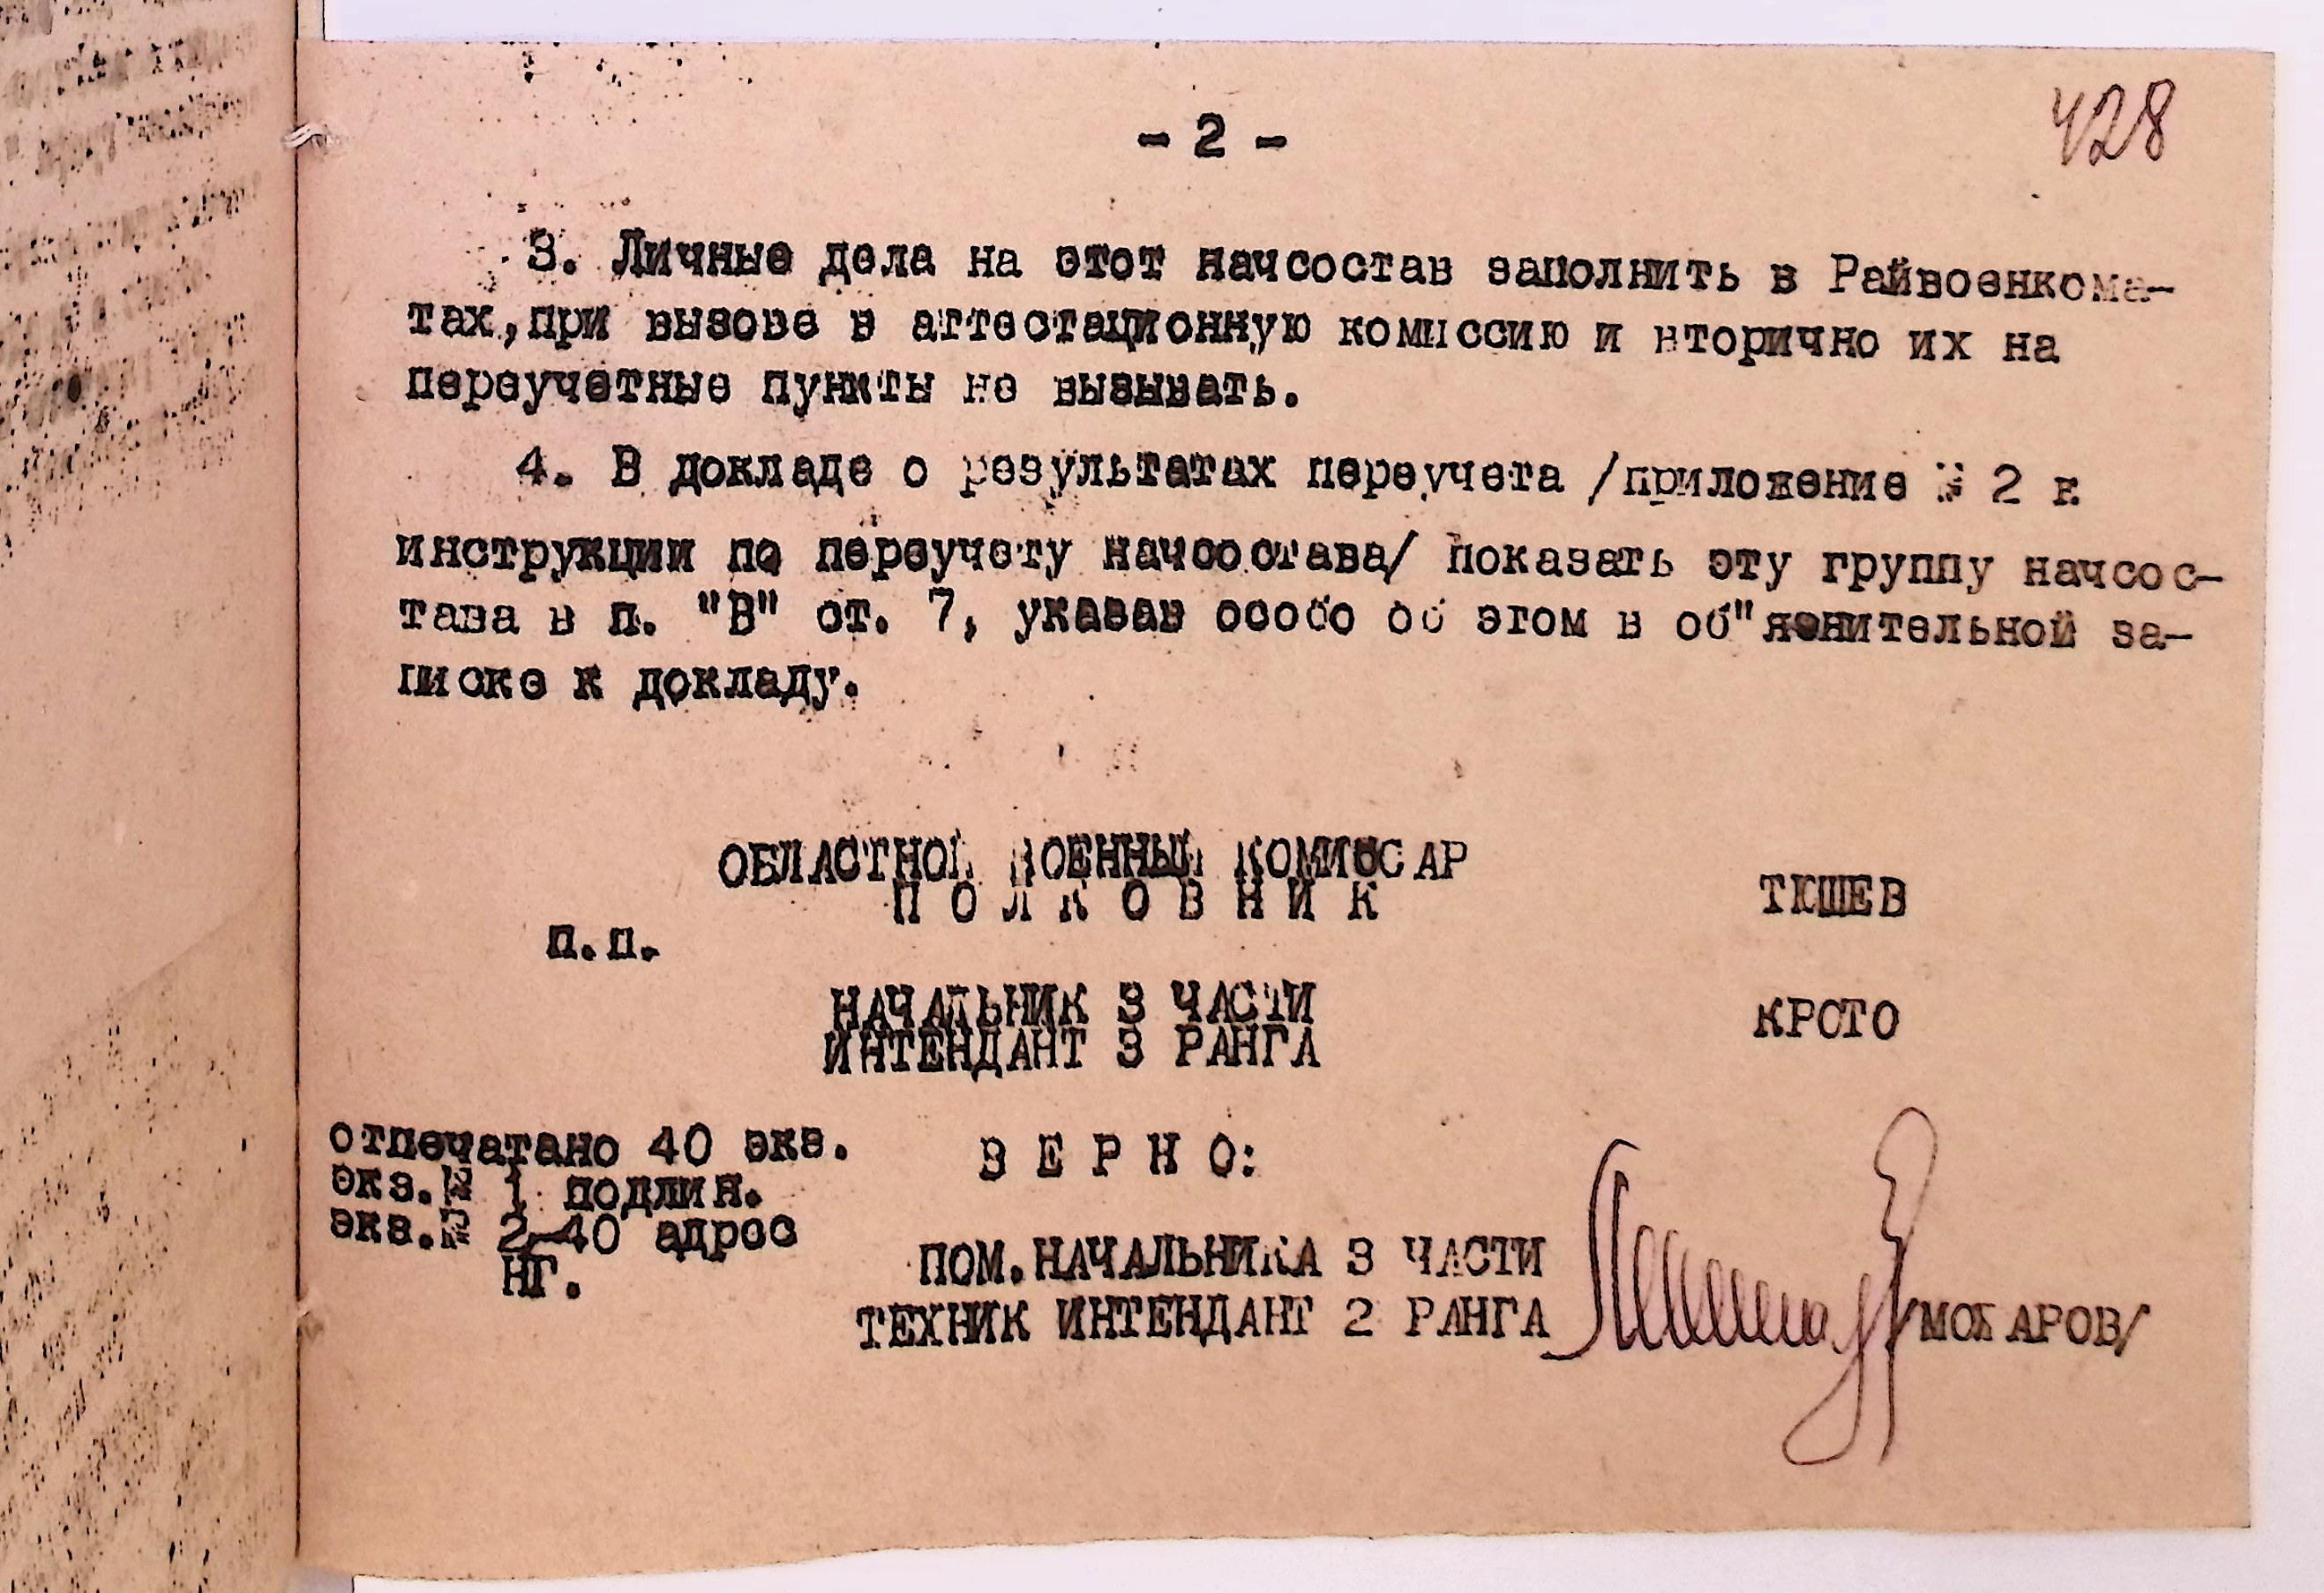 - 2 -
428
3. Личные дела на этот начсостав заполнить в Райвоенкома-
тах,при вызове в аттестационную комиссию и вторично их на
переучетные пункты не вызывать.
4. В докладе о результатах переучета /приложение № 2 к
инструкции по переучету начсостава/ показать эту группу начсос-
тава в п. "В" ст. 7, указав особо об этом в об"яснительной за-
писке к докладу.
ОБЛАСТНОЙ ВОЕННЫЙ КОМИССАР
ПОЛКОВНИК
п.п.
НАЧАЛЬНИК 3 ЧАСТИ
ИНТЕНДАНТ 3 РАНГА
КРСТО
отпечатано 40 экз.
экз.№ 1 подлин.
экз.№ 2-40 адрес
НГ.
ВЕРНО:
ПОМ.НАЧАЛЬНИКА 3 ЧАСТИ
ТЕХНИК ИНТЕНДАНТ 2 РАНГА